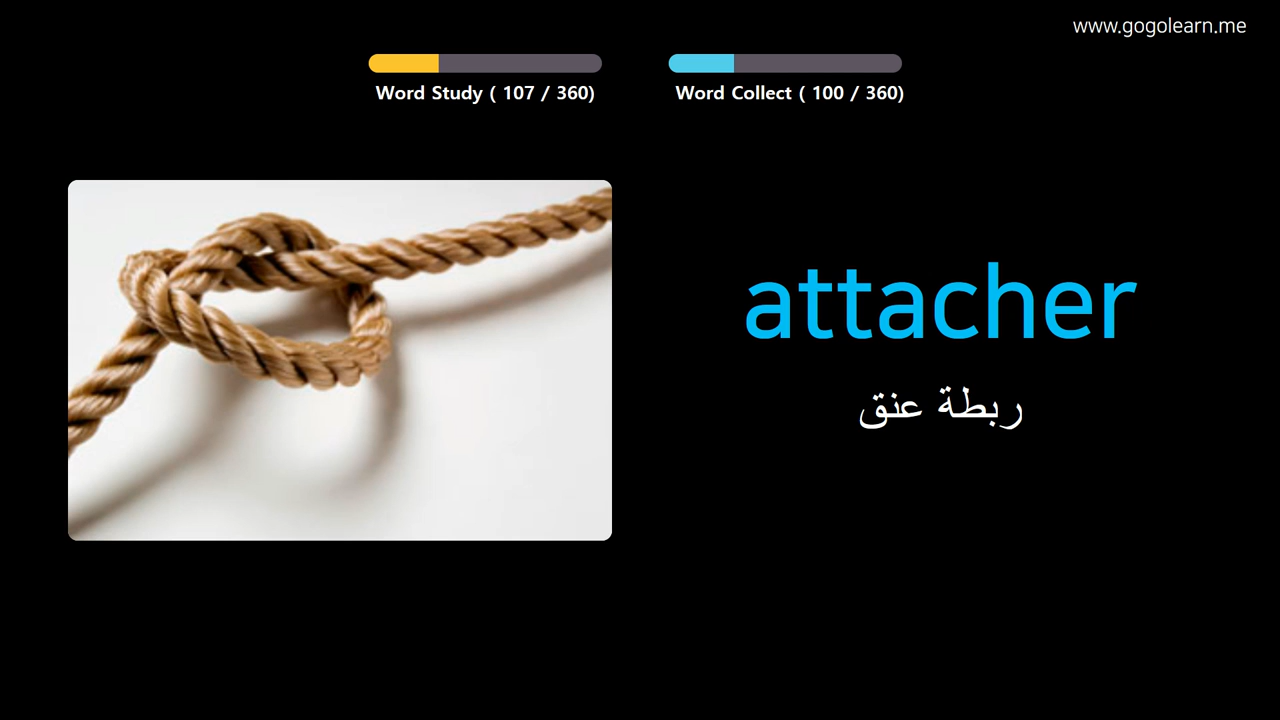 www.gogolearn.me
Word Study ( 107 / 360)
Word Collect ( 100 / 360)
attacher
ربطة عنق